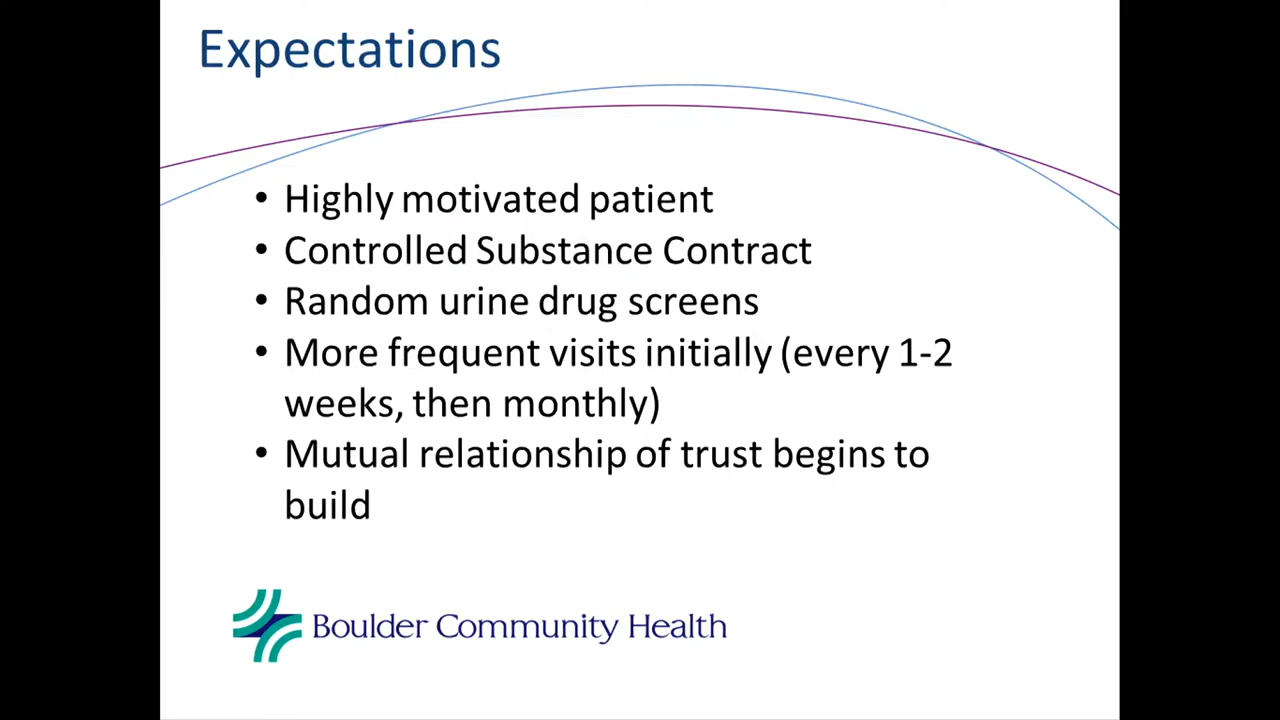 Expectations
• Highly motivated patient
• Controlled Substance Contract
• Random urine drug screens
• More frequent visits initially (every 1-2
weeks, then monthly)
• Mutual relationship of trust begins to
build
Boulder Community Health